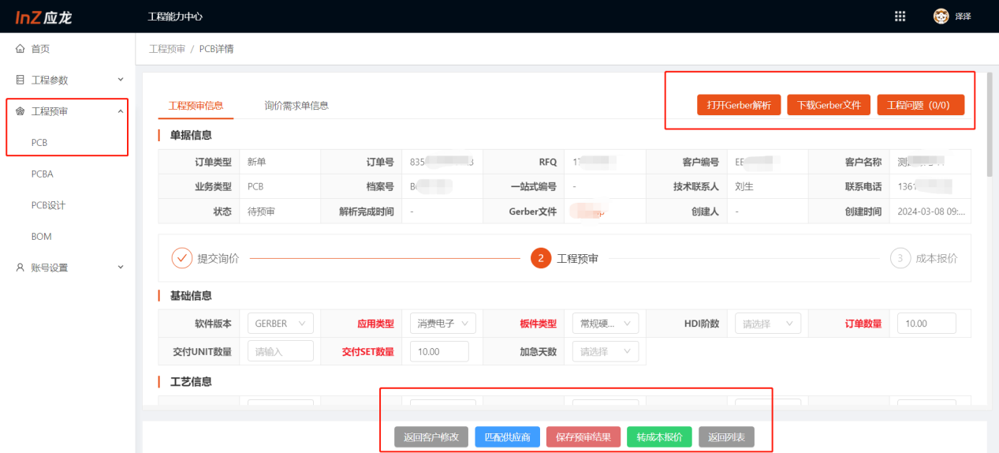 InZ应龙 工程能力中心 泽泽
首页 工程预审 / PCB详情
工程参数
工程预审
PCB
PCBA
PCB设计
BOM
账号设置
工程预审信息 询价需求单信息 打开Gerber解析 下载Gerber文件 工程问题（0/0）
单据信息
订单类型 新单 订单号 835 RFQ 客户编号 客户名称
业务类型 PCB 档案号 一站式编号 - 技术联系人 刘生 联系电话
状态 待预审 解析完成时间 - Gerber文件 创建人 - 创建时间 2024-03-08 09:...
提交询价 2 工程预审 3 成本报价
基础信息
软件版本 GERBER 应用类型 消费电子 板件类型 常规硬... HDI阶数 请选择 订单数量 10.00
交付UNIT数量 请输入 交付SET数量 10.00 加急天数 请选择
工艺信息
返回客户修改 匹配供应商 保存预审结果 转成本报价 返回列表